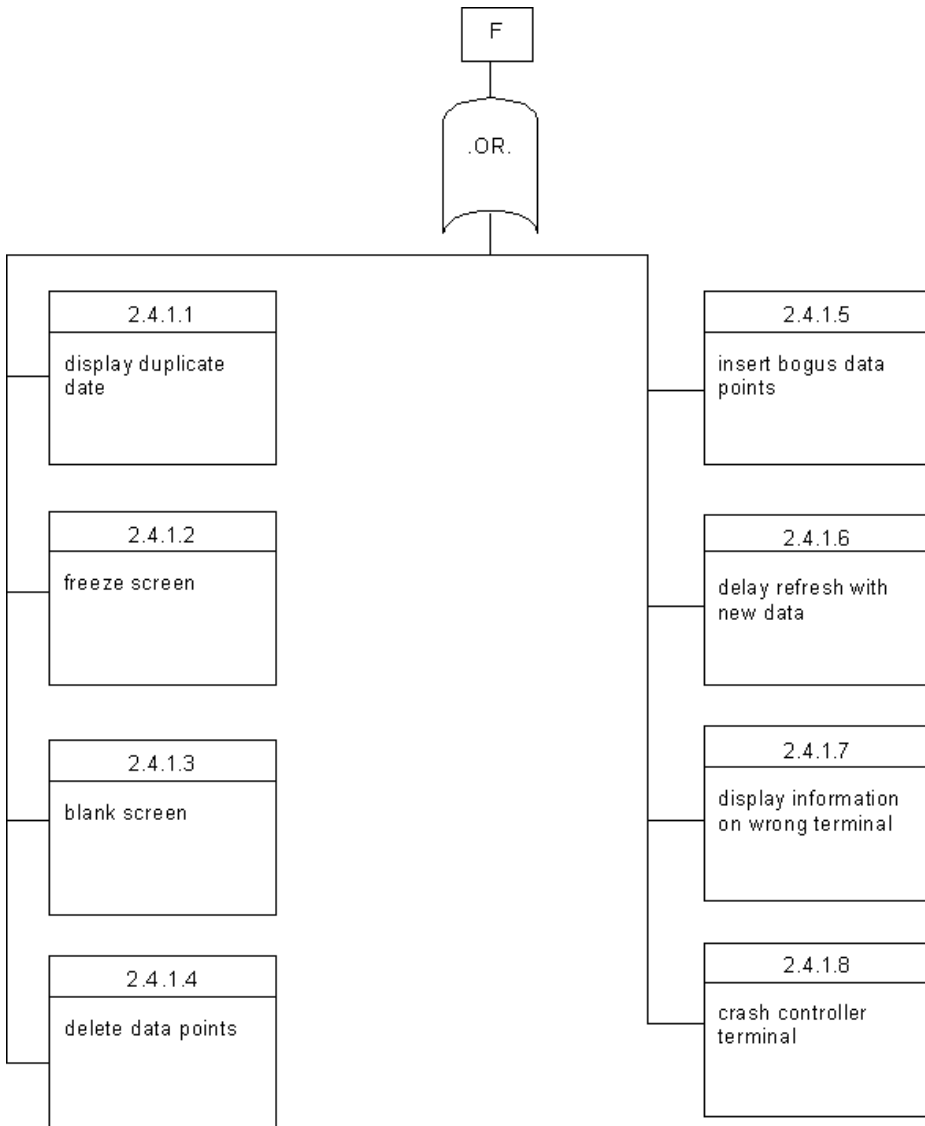 F
.OR.
2.4.1.1
display duplicate
date
2.4.1.2
freeze screen
2.4.1.3
blank screen
2.4.1.4
delete data points
2.4.1.5
insert bogus data
points
2.4.1.6
delay refresh with
new data
2.4.1.7
display information
on wrong terminal
2.4.1.8
crash controller
terminal